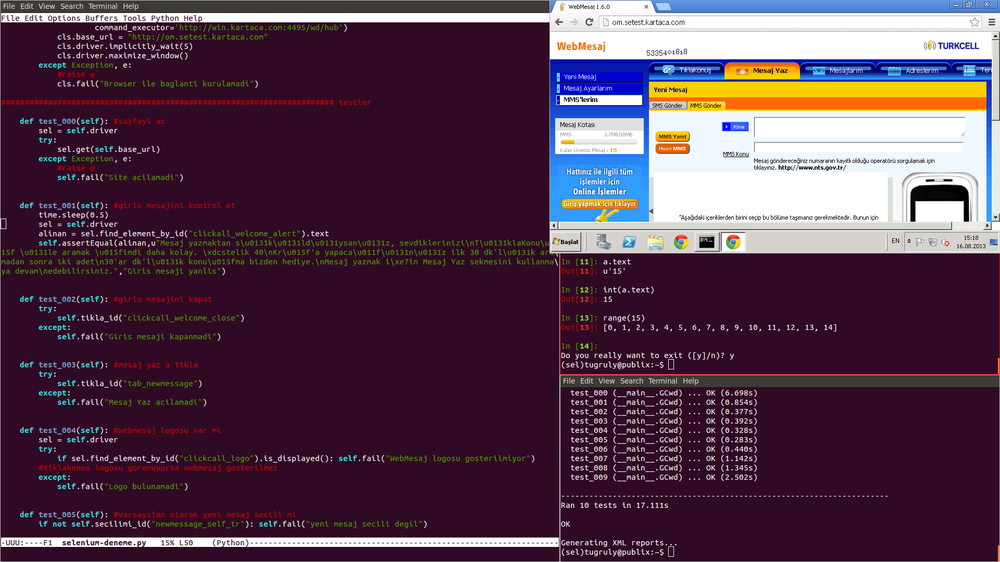 File Edit View Search Terminal Help
File Edit Options Buffers Tools Python Help
command_executor='http://win.kartaca.com:4495/wd/hub')
cls.base_url = "http://om.setest.kartaca.com"
cls.driver.implicitly_wait(5)
cls.driver.maximize_window()
except Exception, e:
#raise e
cls.fail("Browser ile baglanti kurulamadi")
####################################################################### testler
def test_000(self): #sayfayi ac
sel = self.driver
try:
sel.get(self.base_url)
except Exception, e:
#raise e
self.fail("Site acilamadi")
def test_001(self): #giris mesajini kontrol et
time.sleep(0.5)
sel = self.driver
alinan = sel.find_element_by_id("clickcall_welcome_alert").text
self.assertEqual(alinan,u"Mesaj yazmaktan s\u0131k\u0131ld\u0131ysan\u0131z, sevdiklerinizi\nT\u0131klaKonu\u\
15f \u0131le aramak \u015fimdi daha kolay. \xdcstelik 40\nKr\u015f'a yapaca\u011f\u0131n\u0131z ilk 30 dk'l\u0131k ara\
madan sonra iki adet\n30'ar dk'l\u0131k konu\u015fma bizden hediye.\nMesaj yazmak i\xe7in Mesaj Yaz sekmesini kullanma\
ya devam\nedebilirsiniz.","Giris mesaji yanlis")
def test_002(self): #giris mesajini kapat
try:
self.tikla_id("clickcall_welcome_close")
except:
self.fail("Giris mesaji kapanmadi")
def test_003(self): #mesaj yaz a tikla
try:
self.tikla_id("tab_newmessage")
except:
self.fail("Mesaj Yaz acilamadi")
def test_004(self): #webmesaj logosu var mı
sel = self.driver
try:
if sel.find_element_by_id("clickcall_logo").is_displayed(): self.fail("WebMesaj logosu gosterilmiyor")
#tiklakonus logosu gorunuyorsa webmesaj gosterilmez
except:
self.fail("Logo bulunamadi")
def test_005(self): #varsayılan olarak yeni mesaj secili mi
if not self.secilimi_id("newmessage_self_tr"): self.fail("yeni mesaj secili degil")
-UUU:----F1 selenium-deneme.py 15% L50 (Python)------------------------------------------------------------------
WebMesaj 1.6.0
om.setest.kartaca.com
WebMesaj
5335401818
TURKCELL
TıklaKonuş Mesaj Yaz Mesajlarım Adreslerim Ter
Yeni Mesaj
Mesaj Ayarlarım
MMS'lerim
Yeni Mesaj
SMS Gönder MMS Gönder
Mesaj Kotası
MMS 1.7MB/10MB
Kalan Ücretsiz Mesaj : 15
Kime
MMS Yarat
Hazır MMS
MMS Konu
Mesaj göndereceğiniz numaranın kayıtlı olduğu operatörü sorgulamak için
tıklayınız. http://www.nts.gov.tr/
Hattınız ile ilgili tüm
işlemler için
Online İşlemler
Giriş yapmak için tıklayın
"Aşağıdaki içeriklerden birini seçip bu bölüme taşımanız gerekmektedir. Bunun için
Başlat
C:\_
EN
15:18
16.08.2013
In [11]: a.text
Out[11]: u'15'
In [12]: int(a.text)
Out[12]: 15
In [13]: range(15)
Out[13]: [0, 1, 2, 3, 4, 5, 6, 7, 8, 9, 10, 11, 12, 13, 14]
In [14]:
Do you really want to exit ([y]/n)? y
(sel)tugruly@publix:~$
File Edit View Search Terminal Help
test_000 (__main__.GCwd) ... OK (6.698s)
test_001 (__main__.GCwd) ... OK (0.854s)
test_002 (__main__.GCwd) ... OK (0.377s)
test_003 (__main__.GCwd) ... OK (0.392s)
test_004 (__main__.GCwd) ... OK (0.328s)
test_005 (__main__.GCwd) ... OK (0.283s)
test_006 (__main__.GCwd) ... OK (0.440s)
test_007 (__main__.GCwd) ... OK (1.142s)
test_008 (__main__.GCwd) ... OK (1.345s)
test_009 (__main__.GCwd) ... OK (2.502s)
----------------------------------------------------------------------
Ran 10 tests in 17.111s
OK
Generating XML reports...
(sel)tugruly@publix:~$